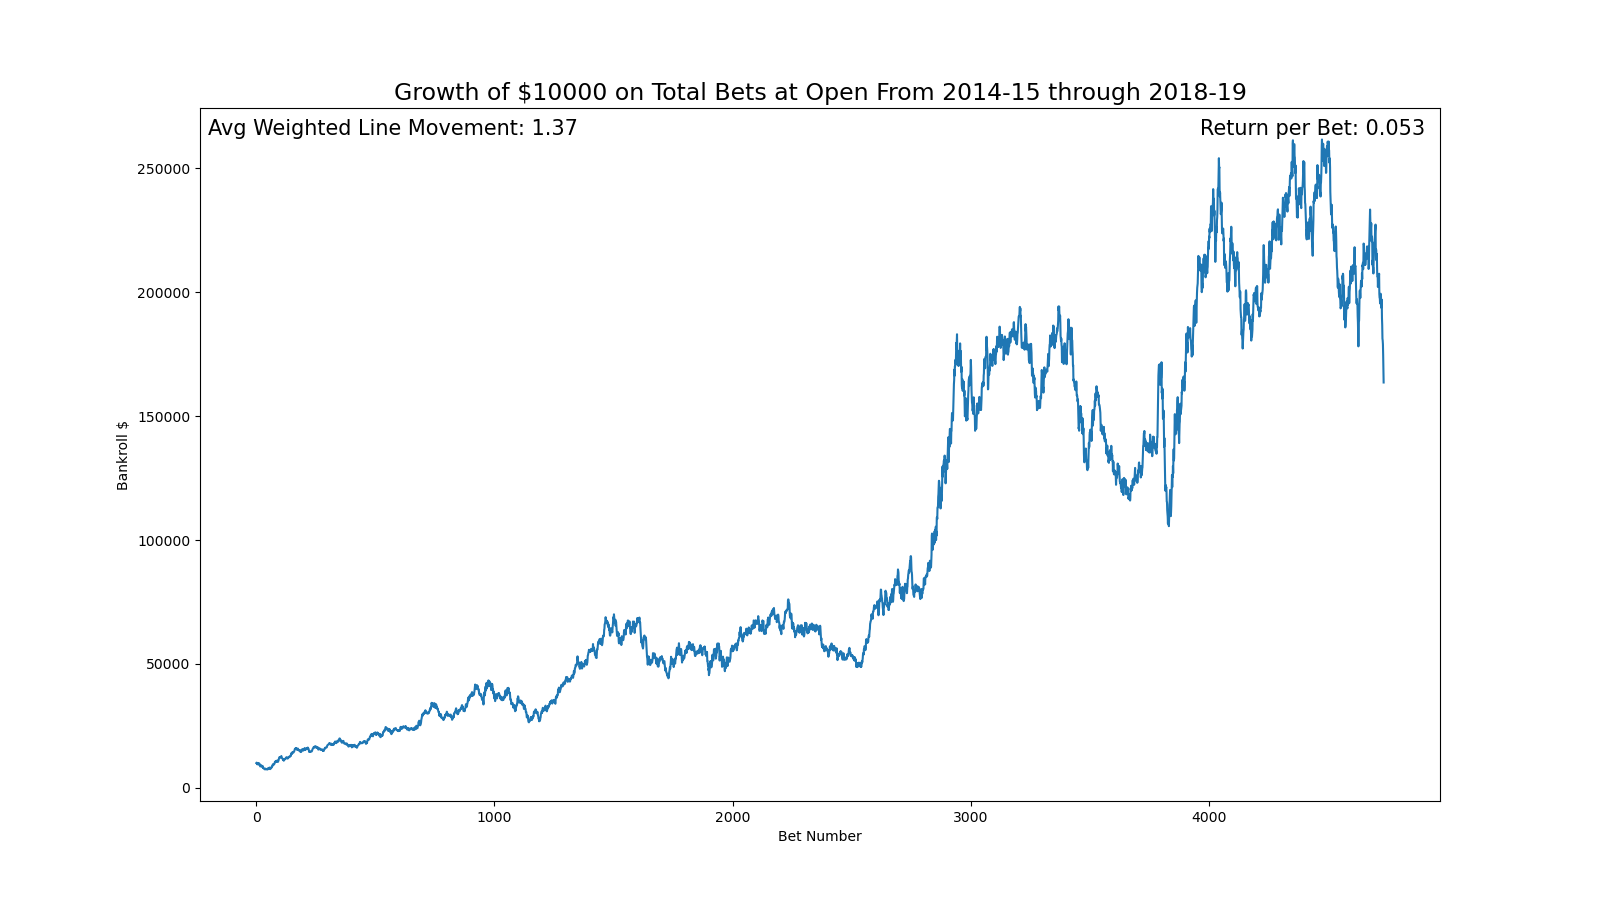 Growth of $10000 on Total Bets at Open From 2014-15 through 2018-19
Avg Weighted Line Movement: 1.37
Return per Bet: 0.053
250000
200000
150000
100000
50000
0
Bankroll $
0 1000 2000 3000 4000
Bet Number